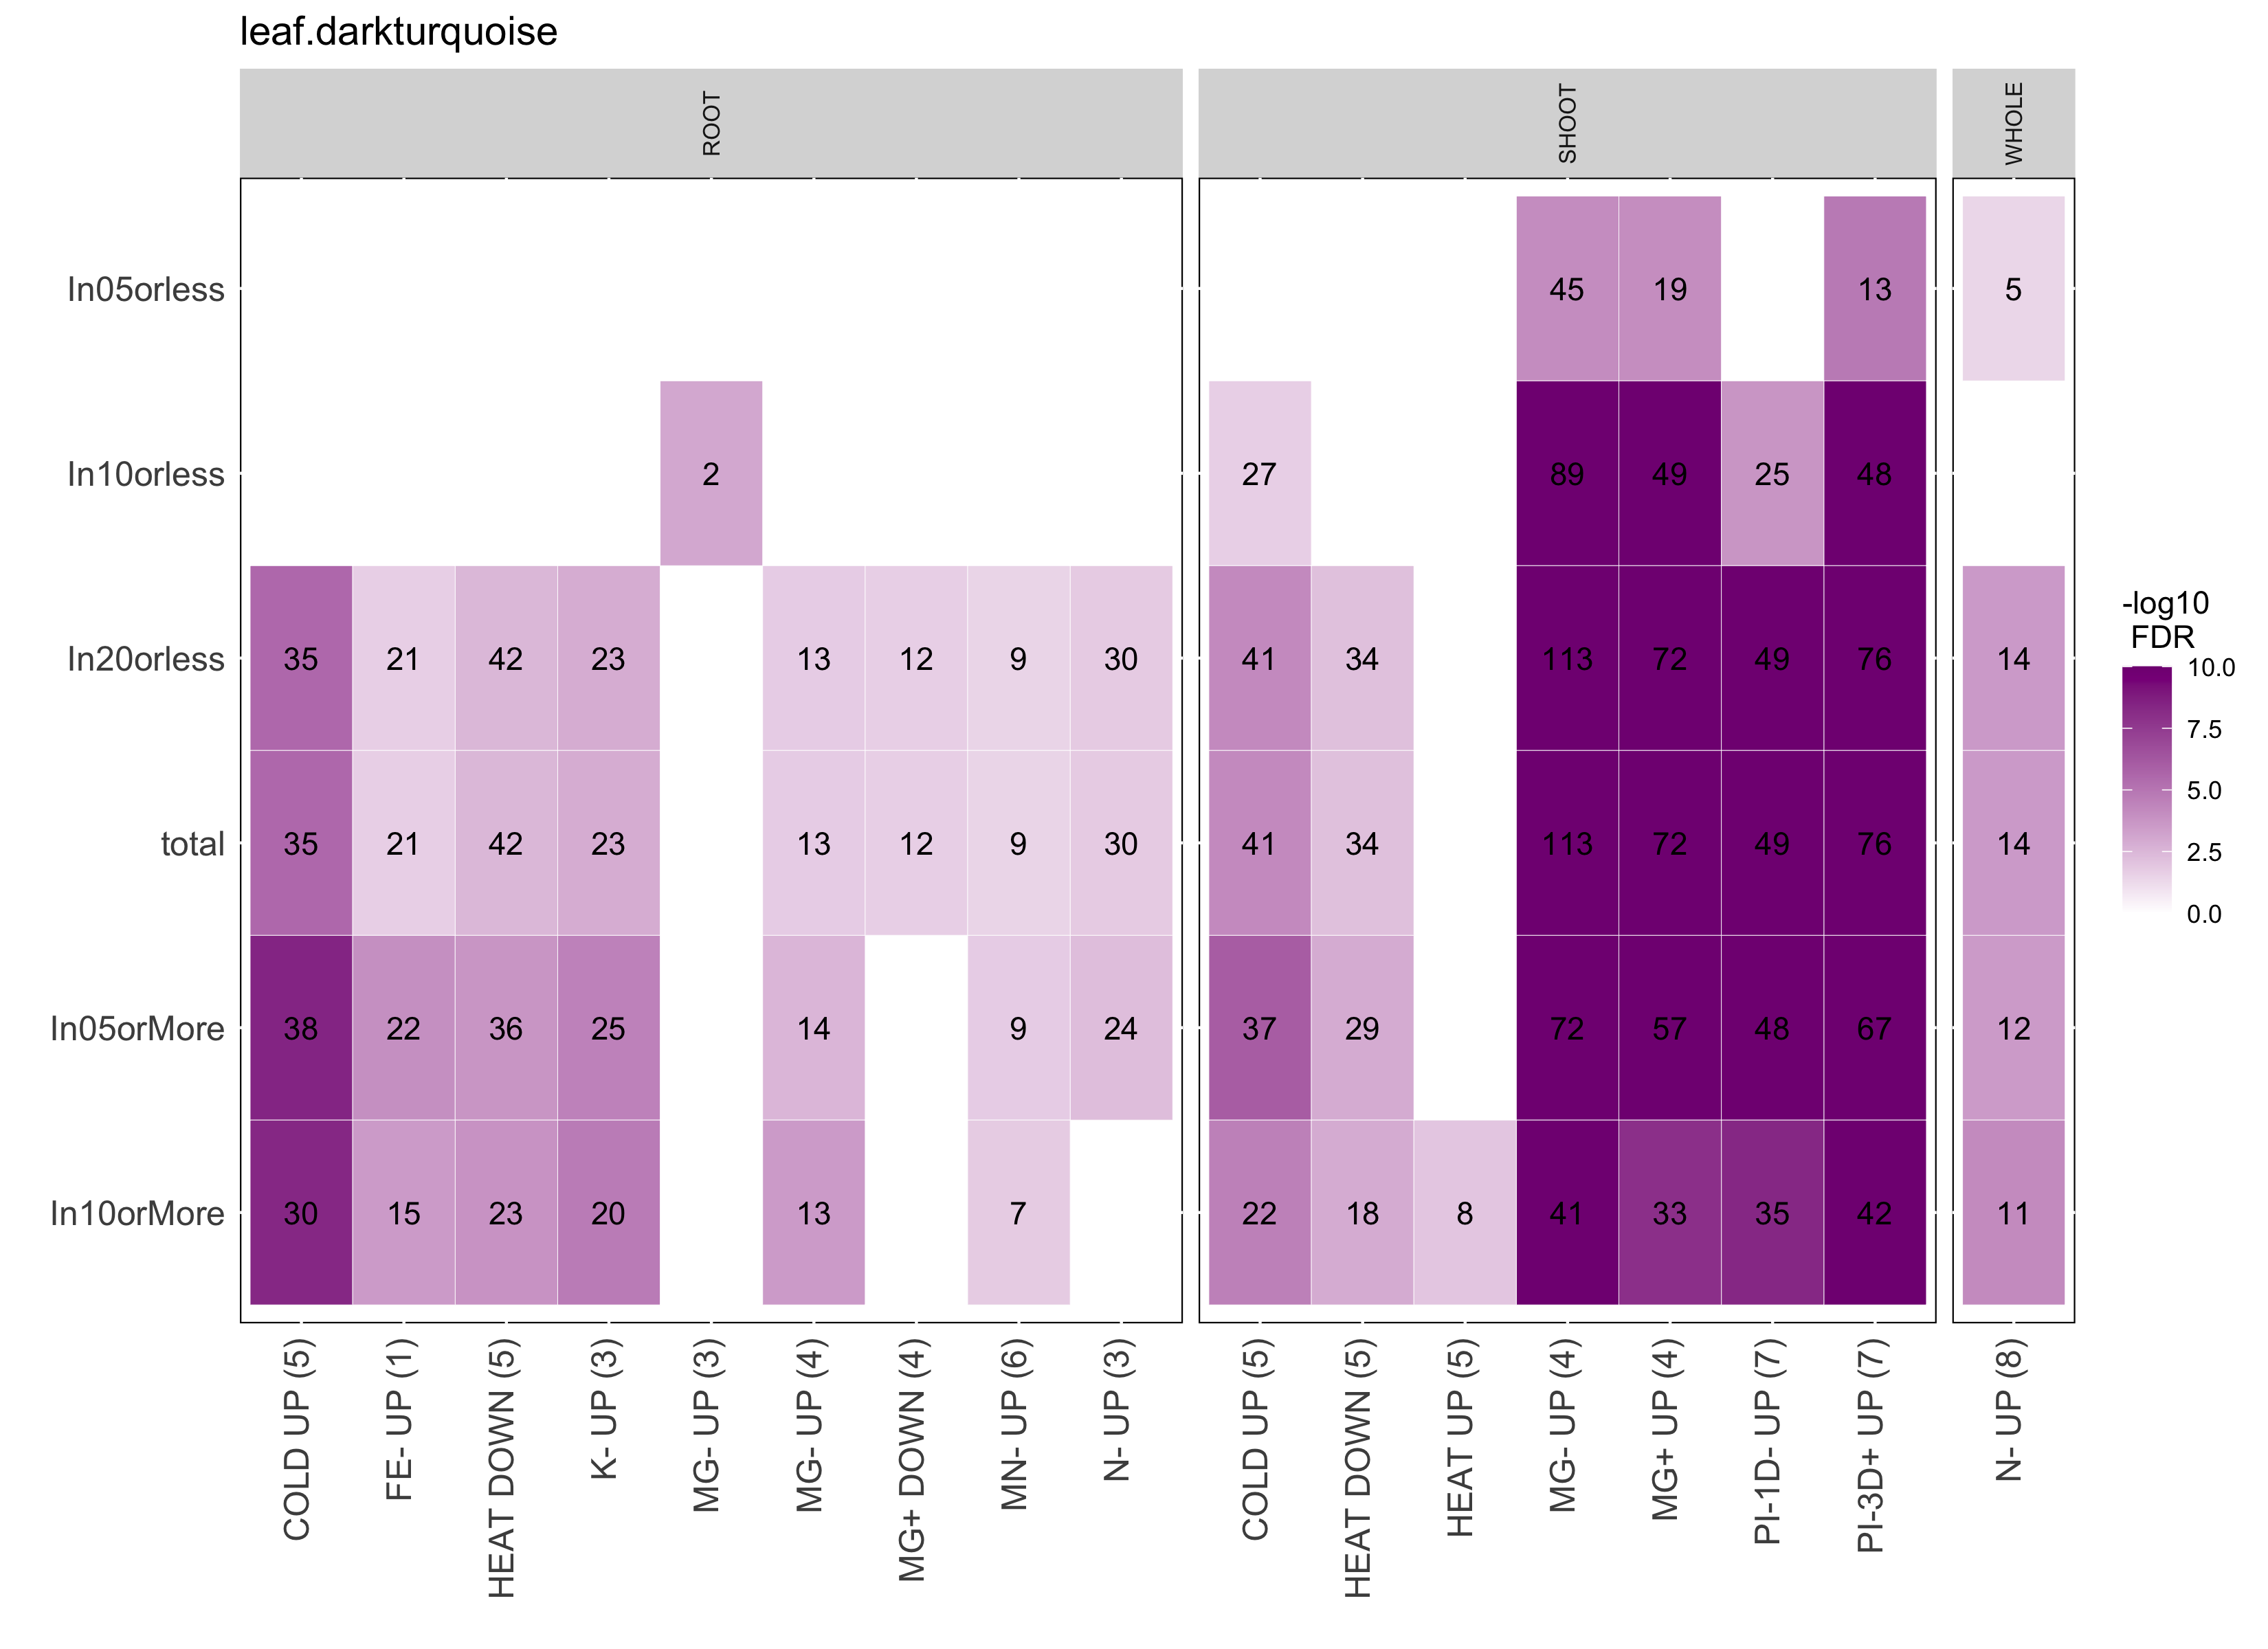 leaf.darkturquoise
ROOT
SHOOT
WHOLE
In05orless
45 19 13 5
In10orless
2 27 89 49 25 48
In20orless
35 21 42 23 13 12 9 30 41 34 113 72 49 76 14
total
35 21 42 23 13 12 9 30 41 34 113 72 49 76 14
In05orMore
38 22 36 25 14 9 24 37 29 72 57 48 67 12
In10orMore
30 15 23 20 13 7 22 18 8 41 33 35 42 11
COLD UP (5)
FE- UP (1)
HEAT DOWN (5)
K- UP (3)
MG- UP (3)
MG- UP (4)
MG+ DOWN (4)
MN- UP (6)
N- UP (3)
COLD UP (5)
HEAT DOWN (5)
HEAT UP (5)
MG- UP (4)
MG+ UP (4)
PI-1D- UP (7)
PI-3D+ UP (7)
N- UP (8)
-log10
FDR
10.0
7.5
5.0
2.5
0.0